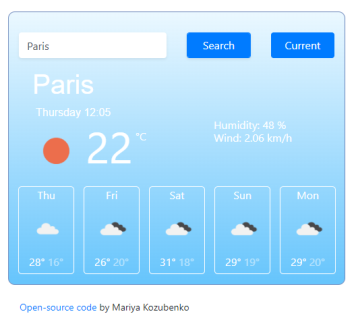 Paris Search Current
Paris
Thursday 12:05
22 °C
Humidity: 48 %
Wind: 2.06 km/h
Thu Fri Sat Sun Mon
28° 16° 26° 20° 31° 18° 29° 19° 29° 20°
Open-source code by Mariya Kozubenko